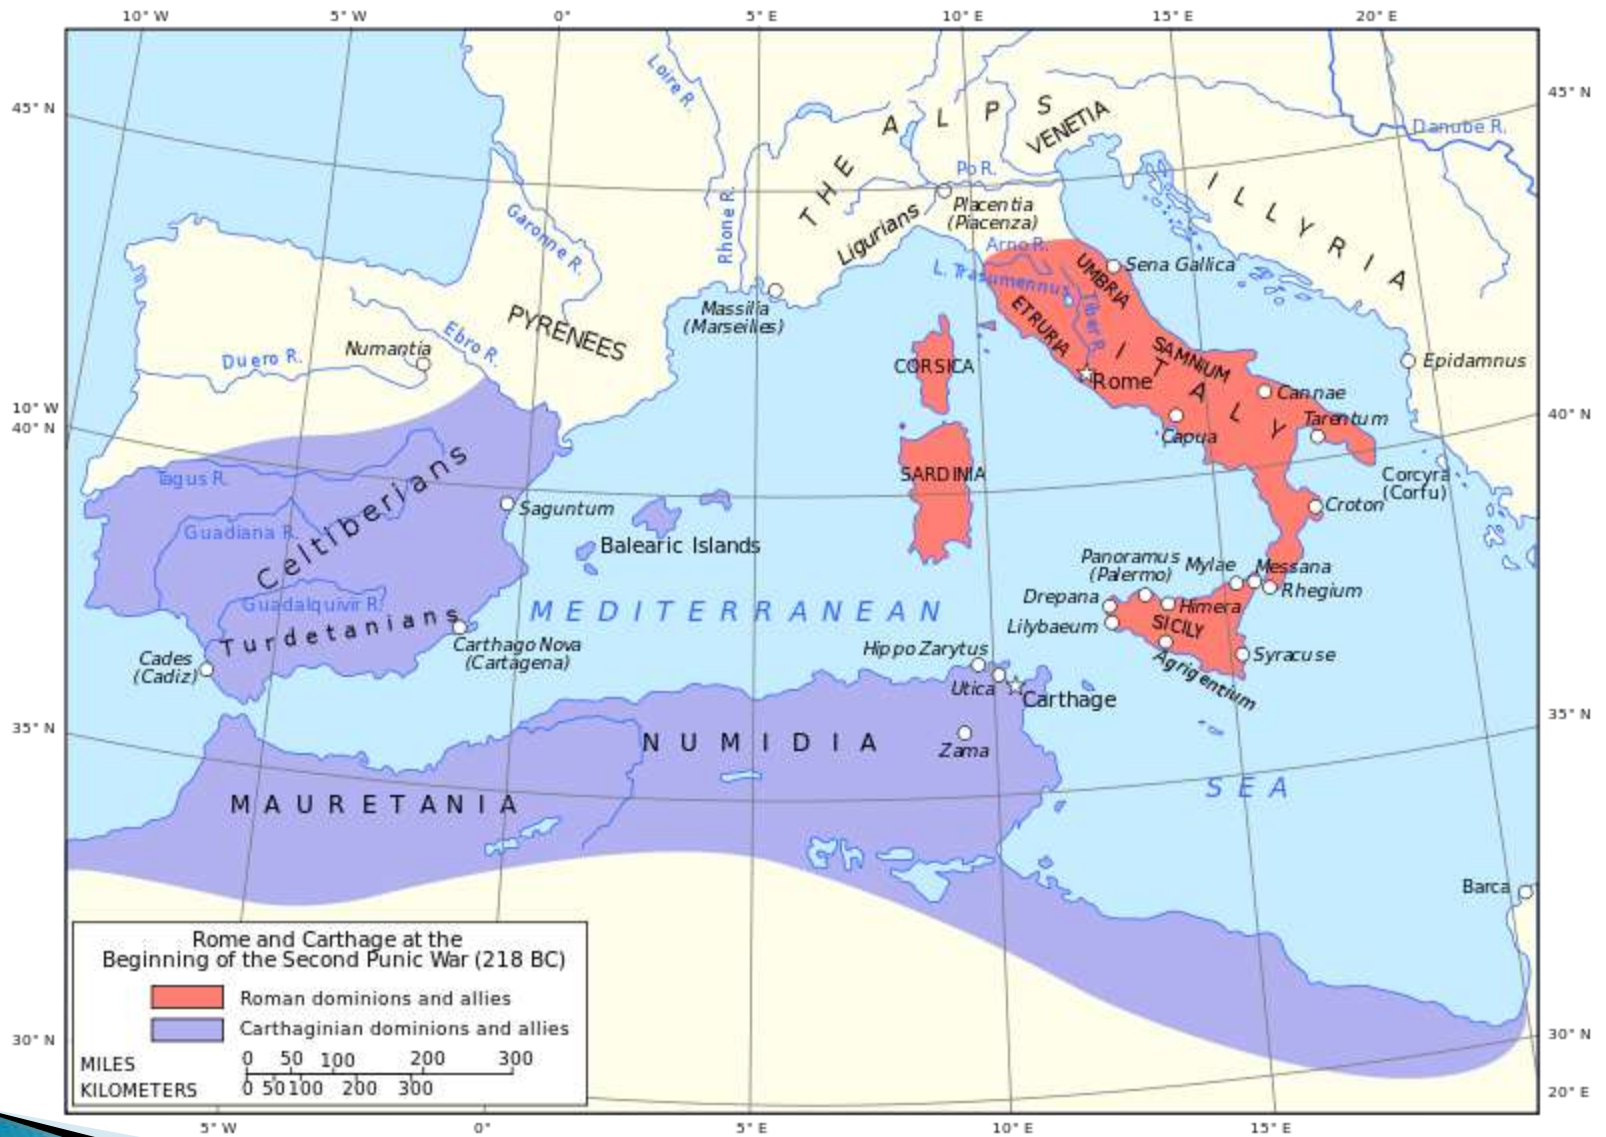 10° W
5° W
0°
5° E
10° E
15° E
20° E
45° N
45° N
Loire R.
THE ALPS
VENETIA
Danube R.
Po R.
Placentia
(Piacenza)
Ligurians
ILLYRIA
Garonne R.
Rhone R.
Arno R.
L. Trasumennus
UMBRIA
Sena Gallica
Massilia
(Marseilles)
PYRENEES
ETRURIA
Tiber R.
Ebro R.
Numantia
Duero R.
CORSICA
ITALY
SAMNIUM
Rome
Epidamnus
Cannae
Tarentum
Capua
10° W
40° N
40° N
Tagus R.
Celtiberians
SARDINIA
Corcyra
(Corfu)
Saguntum
Croton
Guadiana R.
Balearic Islands
Panoramus
(Palermo)
Mylae
Messana
Rhegium
Drepana
Himera
Guadalquivir R.
MEDITERRANEAN
Lilybaeum
SICILY
Turdetanians
Carthago Nova
(Cartagena)
Hippo Zarytus
Syracuse
Cades
(Cadiz)
Agrigentium
Utica
Carthage
35° N
35° N
NUMIDIA
Zama
SEA
MAURETANIA
Barca
Rome and Carthage at the
Beginning of the Second Punic War (218 BC)
Roman dominions and allies
Carthaginian dominions and allies
30° N
30° N
MILES
0 50 100 200 300
KILOMETERS
0 50 100 200 300
20° E
5° W
0°
5° E
10° E
15° E